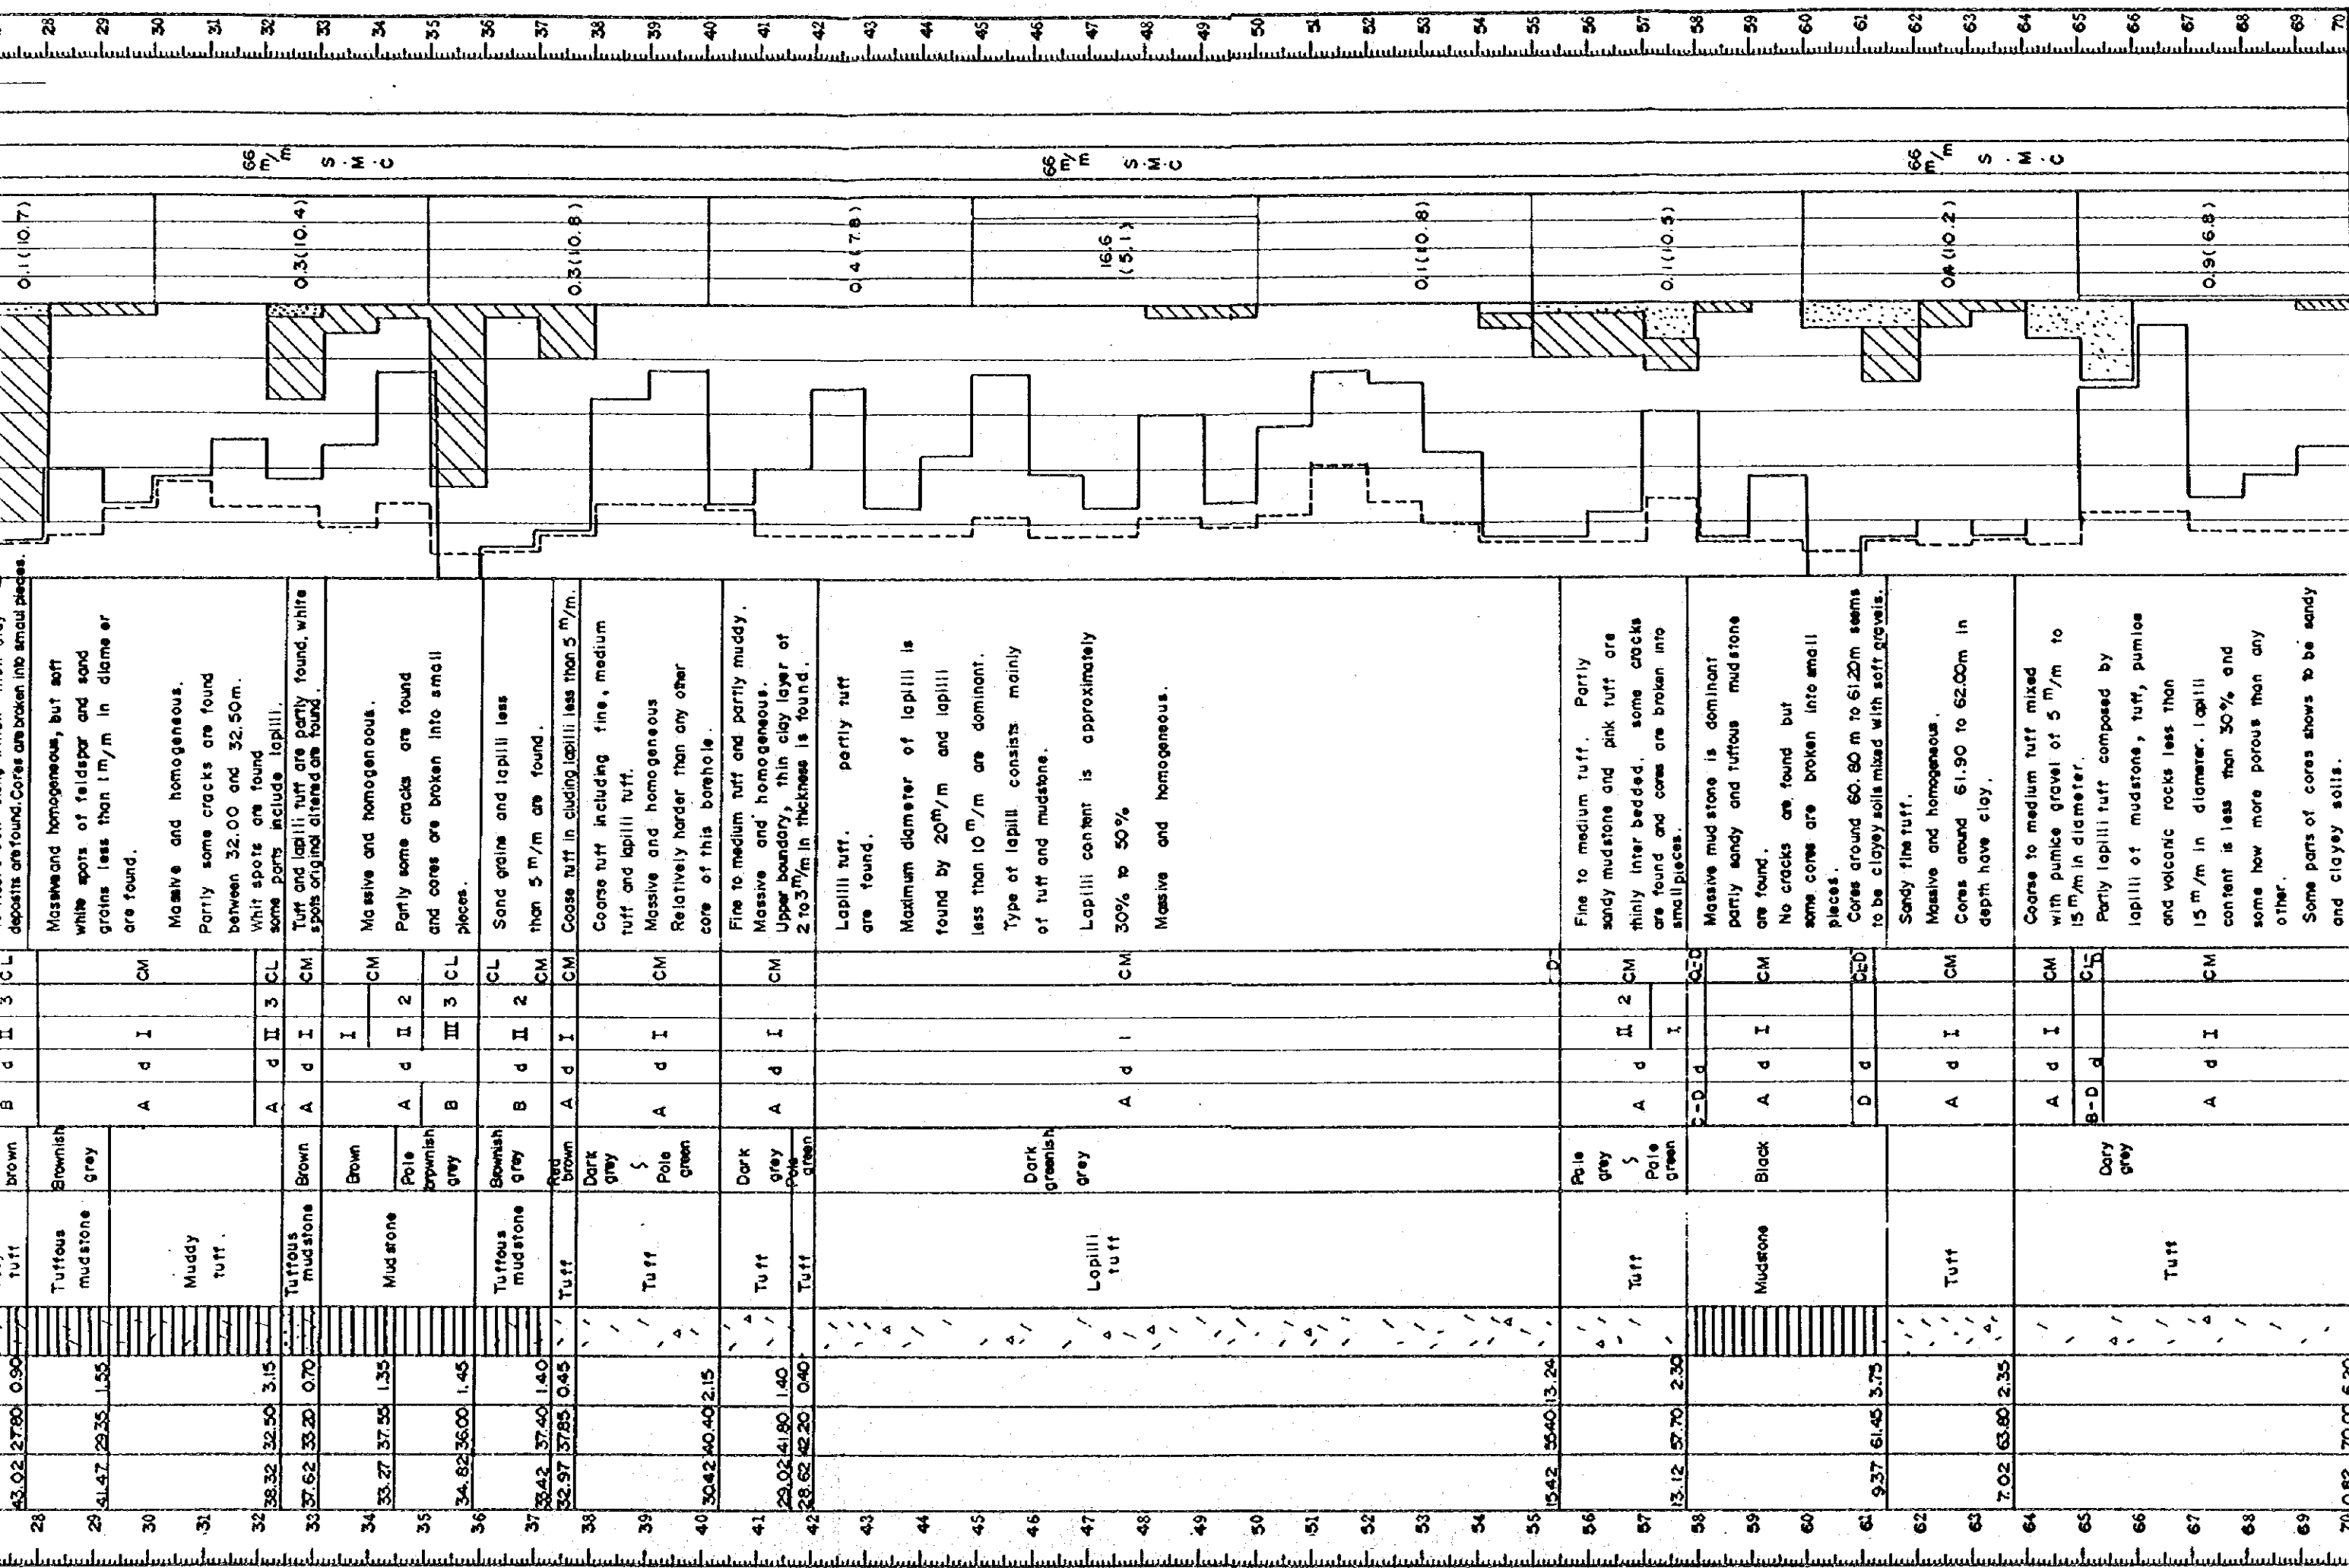 28 29 30 31 32 33 34 35 36 37 38 39 40 41 42 43 44 45 46 47 48 49 50 51 52 53 54 55 56 57 58 59 60 61 62 63 64 65 66 67 68 69 70
66 m/m S . M . C
66 m/m S . M . C
66 m/m S . M . C
0.1(10.7)
0.3(10.4)
0.3(10.8)
0.4(7.8)
16.6
(5.1)
0.1(10.8)
0.1(10.5)
0.4(10.2)
0.9(6.8)
deposits are found. Cores are broken into small pieces.
Massive and homogeneous, but soft
white spots of feldspar and sand
grains less than 1m/m in diame er
are found.
Massive and homogeneous.
Partly some cracks are found
between 32.00 and 32.50m.
Whit spots are found
some parts include lapilli.
Tuff and lapilli tuff are partly found, white
spots original altered are found.
Massive and homogenoous.
Partly some cracks are found
and cores are broken into small
pieces.
Sand grains and lapilli less
than 5 m/m are found.
Coase tuff in cluding lapilli less than 5 m/m.
Coarse tuff including fine, medium
tuff and lapilli tuff.
Massive and homogeneous
Relatively harder than any other
core of this borehole.
Fine to medium tuff and partly muddy.
Massive and homogeneous.
Upper boundary, thin clay layer of
2 to 3 m/m in thickness is found.
Lapilli tuff. partly tuff
are found.
Maximum diameter of lapilli is
found by 20m/m and lapilli
less than 10 m/m are dominant.
Type of lapilli consists mainly
of tuff and mudstone.
Lapilli content is approximately
30% to 50%
Massive and homogeneous.
Fine to medium tuff. Partly
sandy mudstone and pink tuff are
thinly inter bedded. some cracks
are found and cores are broken into
small pieces.
Massive mud stone is dominant
partly sandy and tuffous mudstone
are found.
No cracks are found but
some cores are broken into small
pieces.
Cores around 60.80 m to 61.20m seems
to be clayey soils mixed with soft gravels.
Sandy fine tuff.
Massive and homogeneous.
Cores around 61.90 to 62.00m in
depth have clay.
Coarse to medium tuff mixed
with pumice gravel of 5 m/m to
15 m/m in diameter.
Partly lapilli tuff composed by
lapilli of mudstone, tuff, pumice
and volcanic rocks less than
15 m/m in diamerer. lapilli
content is less than 30% and
some how more porous than any
other.
Some parts of cores shows to be sandy
and clayey soils.
CL CM CL CM CM CL CL CM CM CM CM CM D CM CL-D CM CL-D CM CM CL-D CM
3 3 2 3 2 2
II I II I I II III II I I I I II I I I I I
d d d d d d d d d d d d d d d d d d
B A A A A B B A A A A A C-D A D A A B-D A
brown
Brownish
grey
Brown
Brown
Pole
brownish
grey
Brownish
grey
Red
brown
Dark
grey
S
Pole
green
Dark
grey
Pole
green
Dark
greenish
grey
Pale
grey
S
Pale
green
Black
Dary
grey
tuff
Tuffous
mudstone
Muddy
tuff.
Tuffous
mudstone
Mudstone
Tuffous
mudstone
Tuff
Tuff
Tuff
Tuff
Lapilli
tuff
Tuff
Mudstone
Tuff
Tuff
43.02 27.80 0.90
41.47 29.35 1.55
38.32 32.50 3.15
37.62 33.20 0.70
33.27 37.55 1.35
34.82 36.00 1.45
33.42 37.40 1.40
32.97 37.85 0.45
30.42 40.40 2.15
29.02 41.80 1.40
28.62 42.20 0.40
15.42 55.40 13.24
13.12 57.70 2.30
9.37 61.45 3.75
7.02 63.80 2.35
0.82 70.00 6.20
28 29 30 31 32 33 34 35 36 37 38 39 40 41 42 43 44 45 46 47 48 49 50 51 52 53 54 55 56 57 58 59 60 61 62 63 64 65 66 67 68 69 70